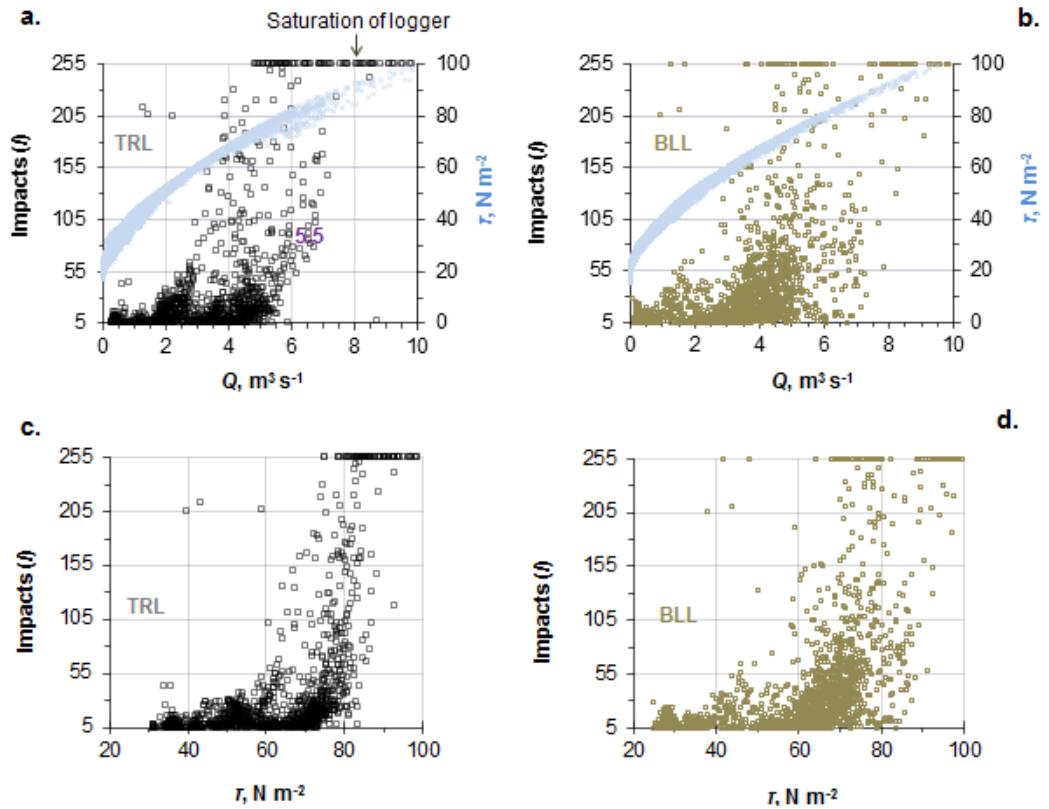 a.
Saturation of logger
b.
255
205
155
105
55
5
Impacts (I)
TRL
5.5
100
80
60
40
20
0
τ, N m⁻²
0 2 4 6 8 10
Q, m³ s⁻¹
255
205
155
105
55
5
Impacts (I)
BLL
100
80
60
40
20
0
τ, N m⁻²
0 2 4 6 8 10
Q, m³ s⁻¹
c.
d.
255
205
155
105
55
5
Impacts (I)
TRL
20 40 60 80 100
τ, N m⁻²
255
205
155
105
55
5
Impacts (I)
BLL
20 40 60 80 100
τ, N m⁻²